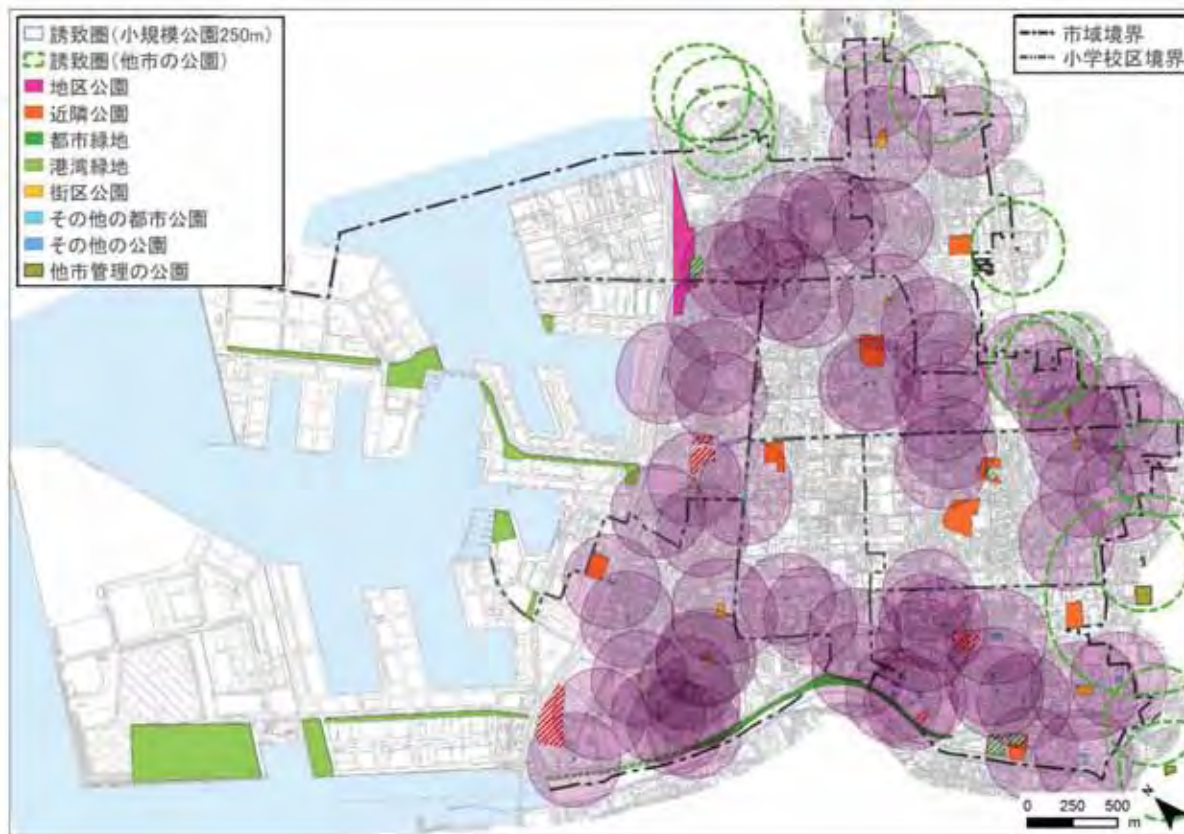 誘致圏(小規模公園250m)
誘致圏(他市の公園)
地区公園
近隣公園
都市緑地
港湾緑地
街区公園
その他の都市公園
その他の公園
他市管理の公園
市域境界
小学校区境界
0 250 500
m
N